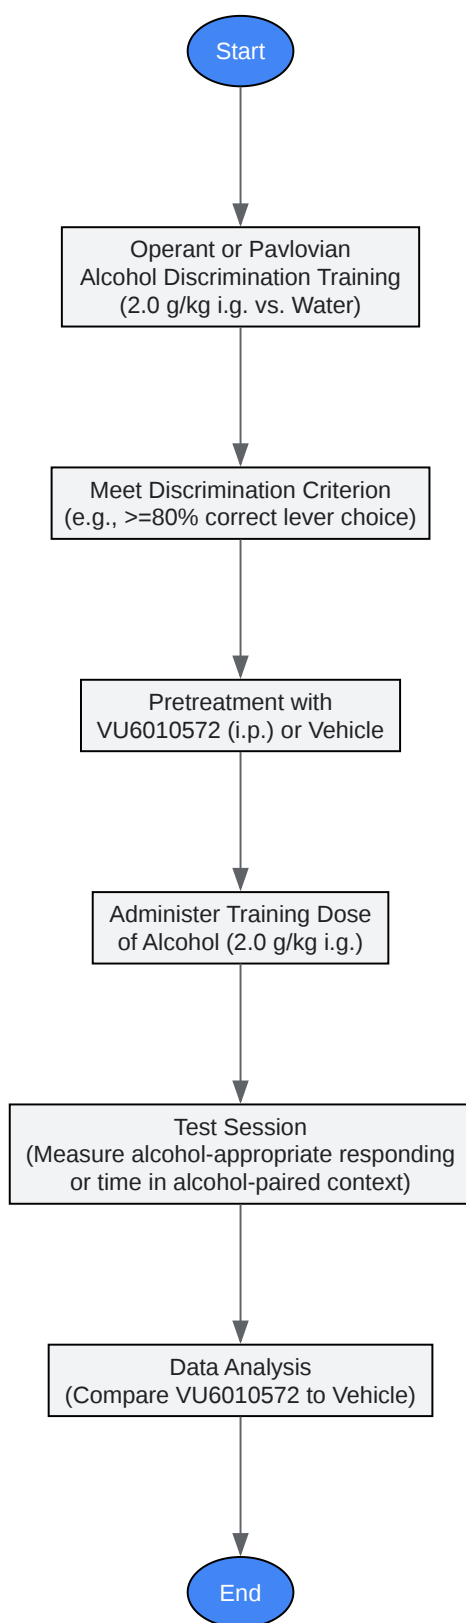 Start
Operant or Pavlovian
Alcohol Discrimination Training
(2.0 g/kg i.g. vs. Water)
Meet Discrimination Criterion
(e.g., >=80% correct lever choice)
Pretreatment with
VU6010572 (i.p.) or Vehicle
Administer Training Dose
of Alcohol (2.0 g/kg i.g.)
Test Session
(Measure alcohol-appropriate responding
or time in alcohol-paired context)
Data Analysis
(Compare VU6010572 to Vehicle)
End